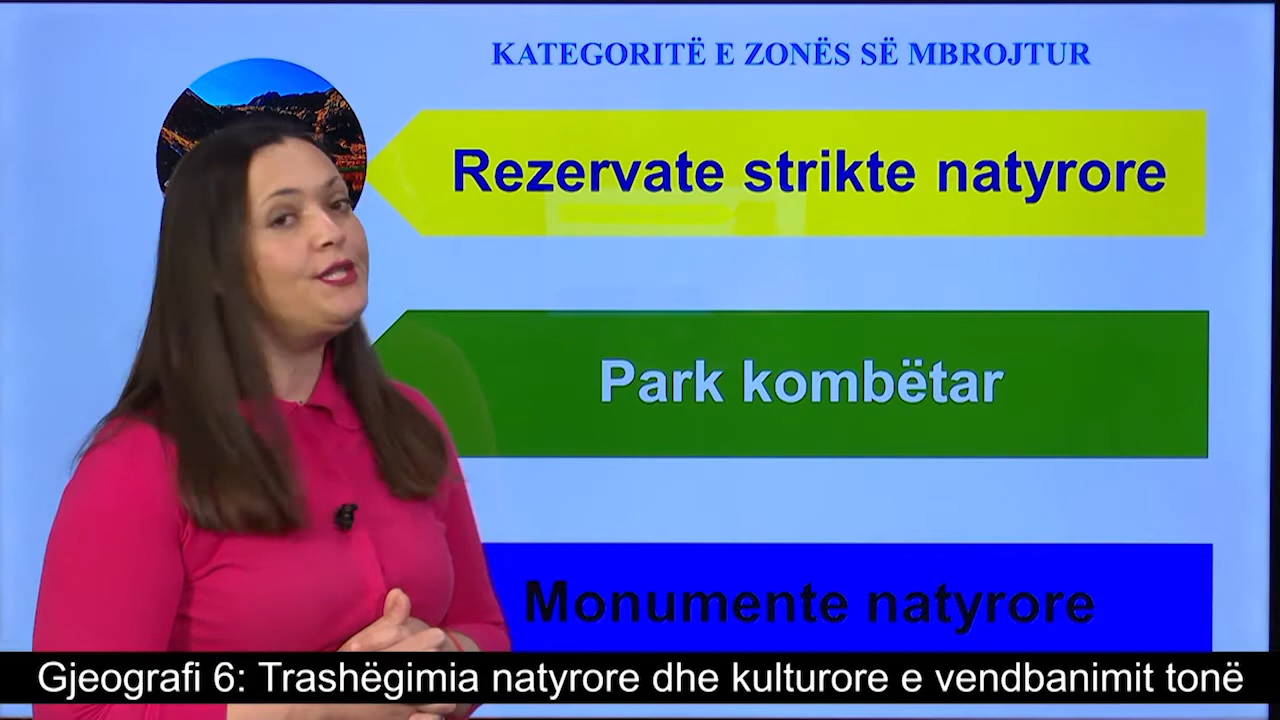 KATEGORITË E ZONËS SË MBROJTUR
Rezervate strikte natyrore
Park kombëtar
Monumente natyrore
Gjeografi 6: Trashëgimia natyrore dhe kulturore e vendbanimit tonë